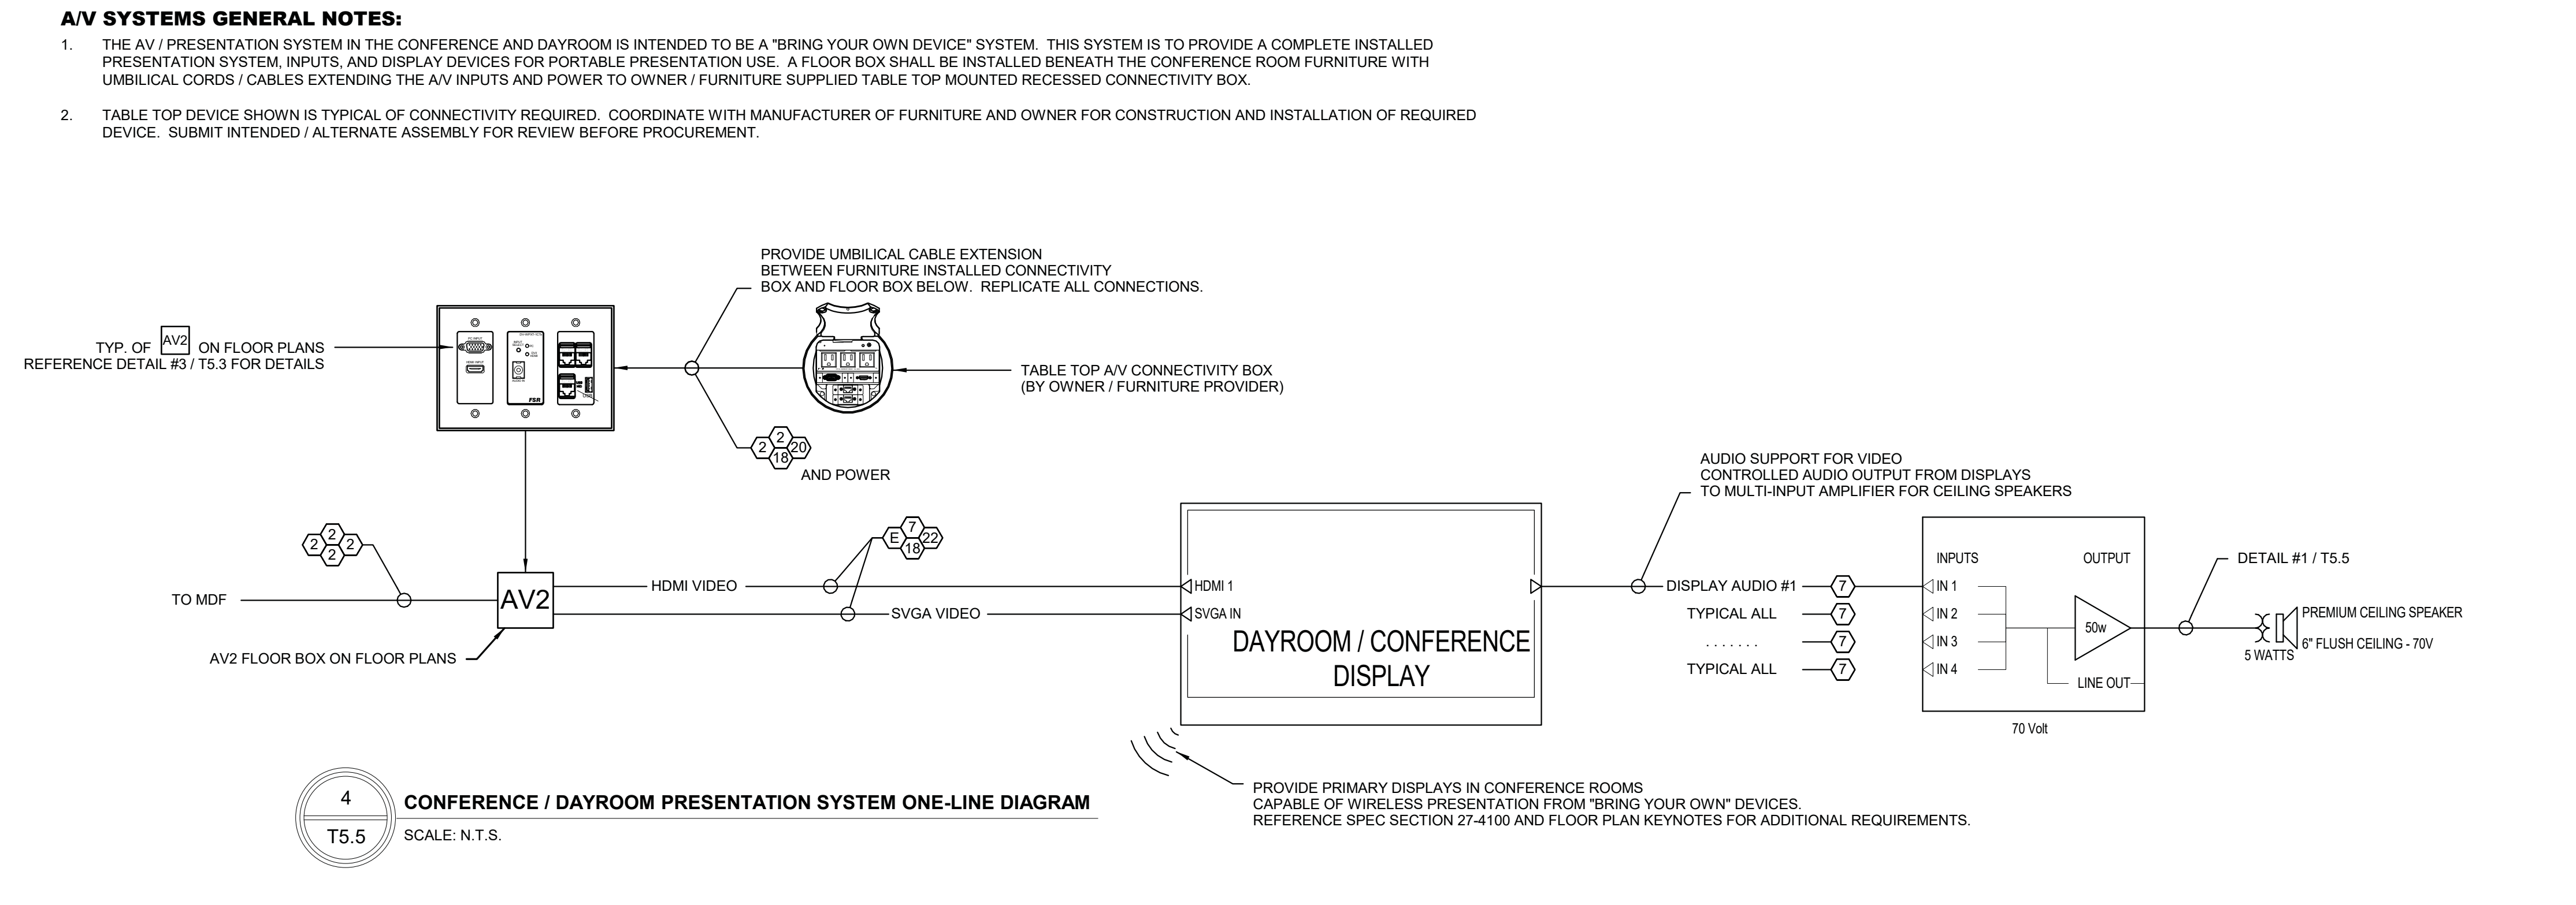 A/V SYSTEMS GENERAL NOTES:
1. THE AV / PRESENTATION SYSTEM IN THE CONFERENCE AND DAYROOM IS INTENDED TO BE A "BRING YOUR OWN DEVICE" SYSTEM. THIS SYSTEM IS TO PROVIDE A COMPLETE INSTALLED
PRESENTATION SYSTEM, INPUTS, AND DISPLAY DEVICES FOR PORTABLE PRESENTATION USE. A FLOOR BOX SHALL BE INSTALLED BENEATH THE CONFERENCE ROOM FURNITURE WITH
UMBILICAL CORDS / CABLES EXTENDING THE A/V INPUTS AND POWER TO OWNER / FURNITURE SUPPLIED TABLE TOP MOUNTED RECESSED CONNECTIVITY BOX.
2. TABLE TOP DEVICE SHOWN IS TYPICAL OF CONNECTIVITY REQUIRED. COORDINATE WITH MANUFACTURER OF FURNITURE AND OWNER FOR CONSTRUCTION AND INSTALLATION OF REQUIRED
DEVICE. SUBMIT INTENDED / ALTERNATE ASSEMBLY FOR REVIEW BEFORE PROCUREMENT.
PROVIDE UMBILICAL CABLE EXTENSION
BETWEEN FURNITURE INSTALLED CONNECTIVITY
BOX AND FLOOR BOX BELOW. REPLICATE ALL CONNECTIONS.
TYP. OF AV2 ON FLOOR PLANS
REFERENCE DETAIL #3 / T5.3 FOR DETAILS
PC INPUT
HDMI INPUT
AUDIO IN
FSR
TABLE TOP A/V CONNECTIVITY BOX
(BY OWNER / FURNITURE PROVIDER)
2
2 20
18
AND POWER
AUDIO SUPPORT FOR VIDEO
CONTROLLED AUDIO OUTPUT FROM DISPLAYS
TO MULTI-INPUT AMPLIFIER FOR CEILING SPEAKERS
2
2 2
2
7
E 22
18
TO MDF
AV2
HDMI VIDEO
SVGA VIDEO
AV2 FLOOR BOX ON FLOOR PLANS
HDMI 1
SVGA IN
DAYROOM / CONFERENCE
DISPLAY
DISPLAY AUDIO #1 7
TYPICAL ALL 7
. . . . . . . 7
TYPICAL ALL 7
INPUTS OUTPUT
IN 1
IN 2
IN 3
IN 4
50w
LINE OUT
70 Volt
DETAIL #1 / T5.5
PREMIUM CEILING SPEAKER
6" FLUSH CEILING - 70V
5 WATTS
PROVIDE PRIMARY DISPLAYS IN CONFERENCE ROOMS
CAPABLE OF WIRELESS PRESENTATION FROM "BRING YOUR OWN" DEVICES.
REFERENCE SPEC SECTION 27-4100 AND FLOOR PLAN KEYNOTES FOR ADDITIONAL REQUIREMENTS.
4
T5.5
CONFERENCE / DAYROOM PRESENTATION SYSTEM ONE-LINE DIAGRAM
SCALE: N.T.S.